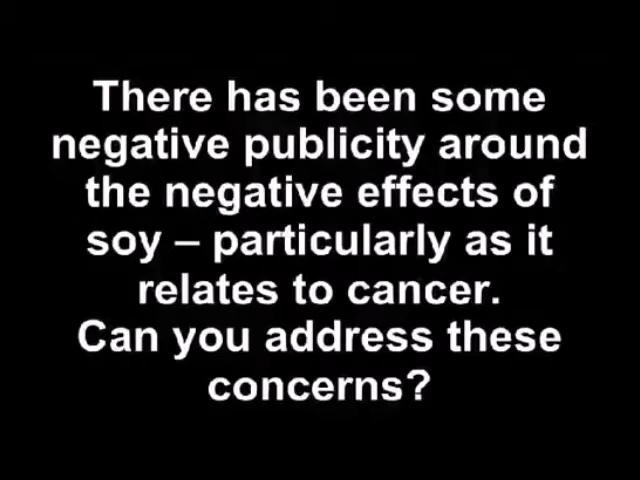 There has been some
negative publicity around
the negative effects of
soy – particularly as it
relates to cancer.
Can you address these
concerns?